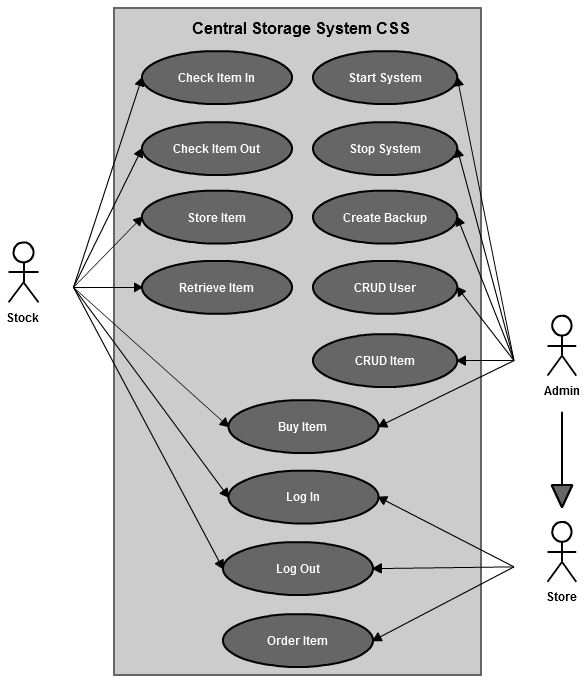 Central Storage System CSS
Check Item In
Start System
Check Item Out
Stop System
Store Item
Create Backup
Retrieve Item
CRUD User
Stock
CRUD Item
Admin
Buy Item
Log In
Log Out
Store
Order Item